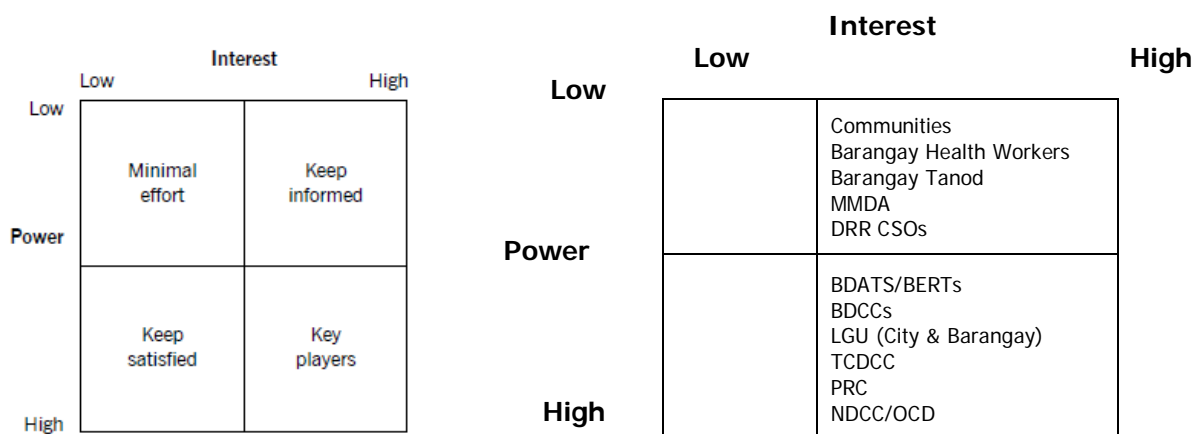 Interest
Low High
Low
Minimal
effort
Keep
informed
Power
Keep
satisfied
Key
players
High
Interest
Low High
Low
Communities
Barangay Health Workers
Barangay Tanod
MMDA
DRR CSOs
Power
BDATS/BERTs
BDCCs
LGU (City & Barangay)
TCDCC
PRC
NDCC/OCD
High